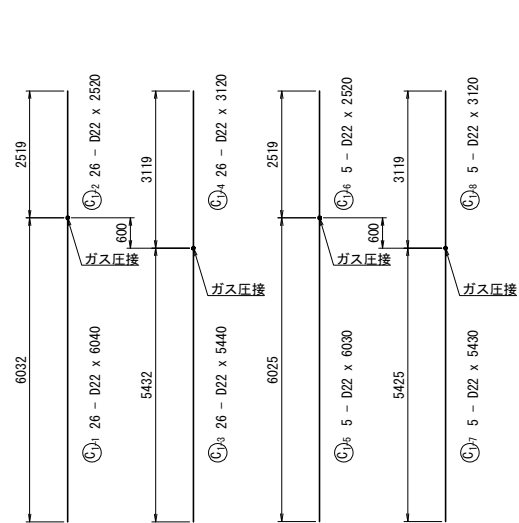 2519
C1-2 26 - D22 x 2520
3119
C1-4 26 - D22 x 3120
2519
C1-6 5 - D22 x 2520
3119
C1-8 5 - D22 x 3120
600
ガス圧接
ガス圧接
600
ガス圧接
ガス圧接
6032
C1-1 26 - D22 x 6040
5432
C1-3 26 - D22 x 5440
6025
C1-5 5 - D22 x 6030
5425
C1-7 5 - D22 x 5430